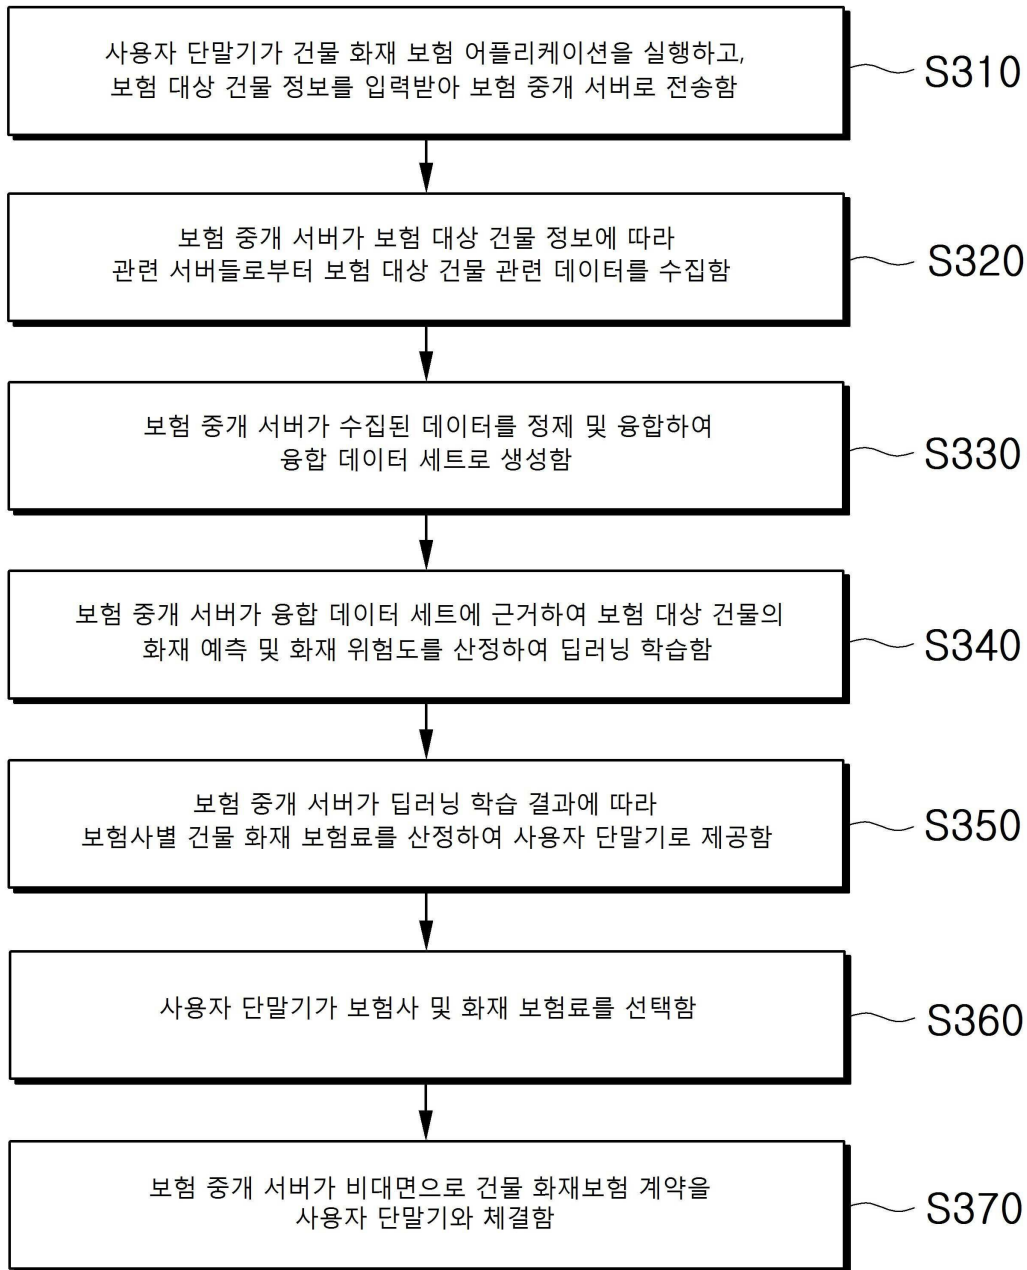 사용자 단말기가 건물 화재 보험 어플리케이션을 실행하고,
보험 대상 건물 정보를 입력받아 보험 중개 서버로 전송함
S310
보험 중개 서버가 보험 대상 건물 정보에 따라
관련 서버들로부터 보험 대상 건물 관련 데이터를 수집함
S320
보험 중개 서버가 수집된 데이터를 정제 및 융합하여
융합 데이터 세트로 생성함
S330
보험 중개 서버가 융합 데이터 세트에 근거하여 보험 대상 건물의
화재 예측 및 화재 위험도를 산정하여 딥러닝 학습함
S340
보험 중개 서버가 딥러닝 학습 결과에 따라
보험사별 건물 화재 보험료를 산정하여 사용자 단말기로 제공함
S350
사용자 단말기가 보험사 및 화재 보험료를 선택함
S360
보험 중개 서버가 비대면으로 건물 화재보험 계약을
사용자 단말기와 체결함
S370